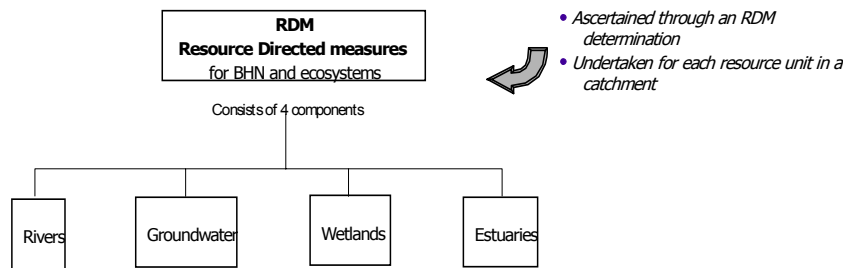 RDM
Resource Directed measures
for BHN and ecosystems
• Ascertained through an RDM
determination
• Undertaken for each resource unit in a
catchment
Consists of 4 components
Rivers
Groundwater
Wetlands
Estuaries